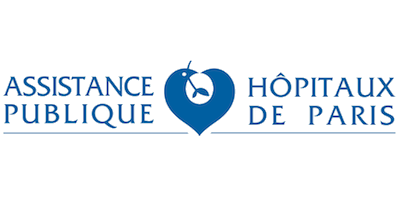 ASSISTANCE
PUBLIQUE
HÔPITAUX
DE PARIS